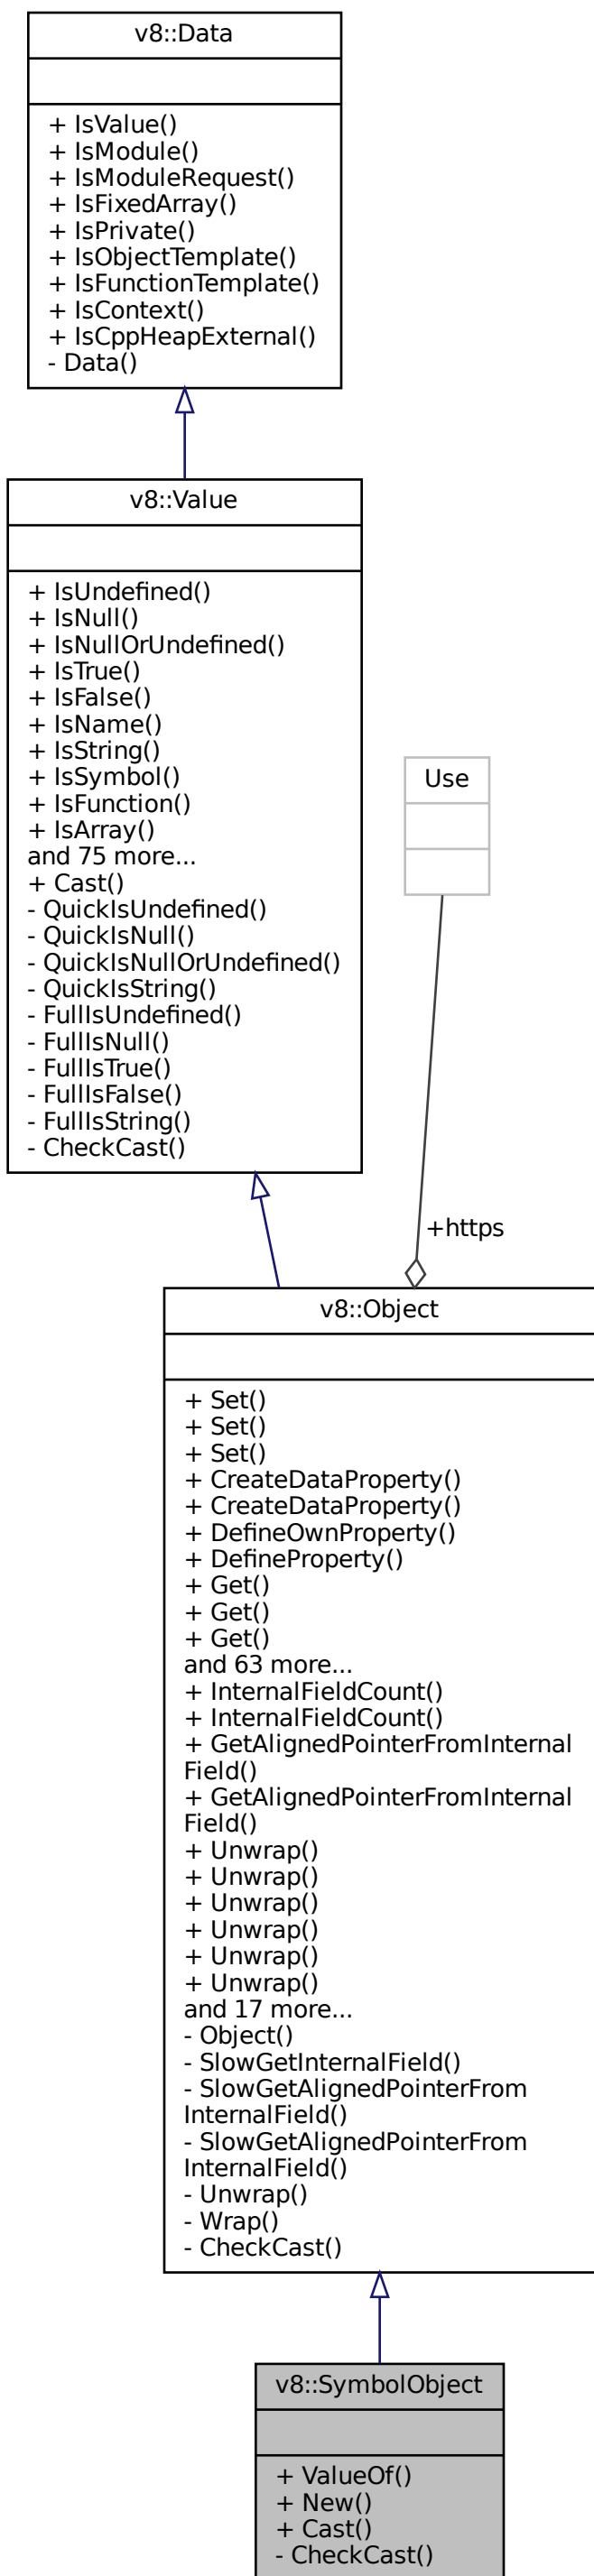 v8::Data
+ IsValue()
+ IsModule()
+ IsModuleRequest()
+ IsFixedArray()
+ IsPrivate()
+ IsObjectTemplate()
+ IsFunctionTemplate()
+ IsContext()
+ IsCppHeapExternal()
- Data()
v8::Value
+ IsUndefined()
+ IsNull()
+ IsNullOrUndefined()
+ IsTrue()
+ IsFalse()
+ IsName()
+ IsString()
+ IsSymbol()
+ IsFunction()
+ IsArray()
and 75 more...
+ Cast()
- QuickIsUndefined()
- QuickIsNull()
- QuickIsNullOrUndefined()
- QuickIsString()
- FullIsUndefined()
- FullIsNull()
- FullIsTrue()
- FullIsFalse()
- FullIsString()
- CheckCast()
Use
+https
v8::Object
+ Set()
+ Set()
+ Set()
+ CreateDataProperty()
+ CreateDataProperty()
+ DefineOwnProperty()
+ DefineProperty()
+ Get()
+ Get()
+ Get()
and 63 more...
+ InternalFieldCount()
+ InternalFieldCount()
+ GetAlignedPointerFromInternal
Field()
+ GetAlignedPointerFromInternal
Field()
+ Unwrap()
+ Unwrap()
+ Unwrap()
+ Unwrap()
+ Unwrap()
+ Unwrap()
and 17 more...
- Object()
- SlowGetInternalField()
- SlowGetAlignedPointerFrom
InternalField()
- SlowGetAlignedPointerFrom
InternalField()
- Unwrap()
- Wrap()
- CheckCast()
v8::SymbolObject
+ ValueOf()
+ New()
+ Cast()
- CheckCast()